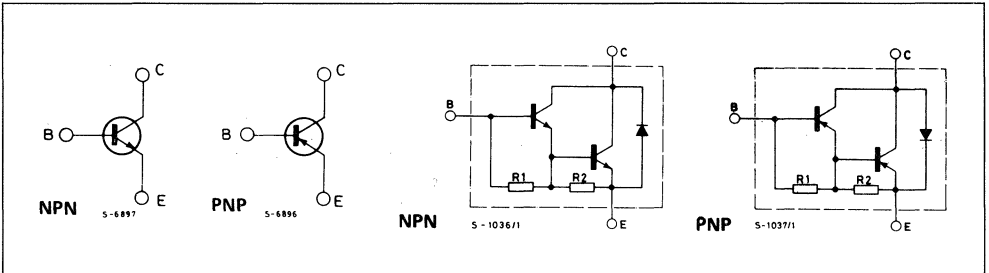 C
B
E
NPN S-6897
C
B
E
PNP S-6896
C
B
R1 R2
E
NPN S-1036/1
C
B
R1 R2
E
PNP S-1037/1